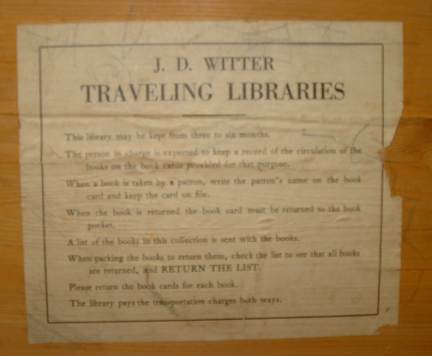 J. D. WITTER
TRAVELING LIBRARIES
This library may be kept from three to six months.
The person in charge is expected to keep a record of the circulation of the
books on the book cards provided for that purpose.
When a book is taken by a patron, write the patron's name on the book
card and keep the card on file.
When the book is returned the book card must be returned to the book
pocket.
A list of the books in this collection is sent with the books.
When packing the books to return them, check the list to see that all books
are returned, and RETURN THE LIST.
Please return the book cards for each book.
The library pays the transportation charges both ways.